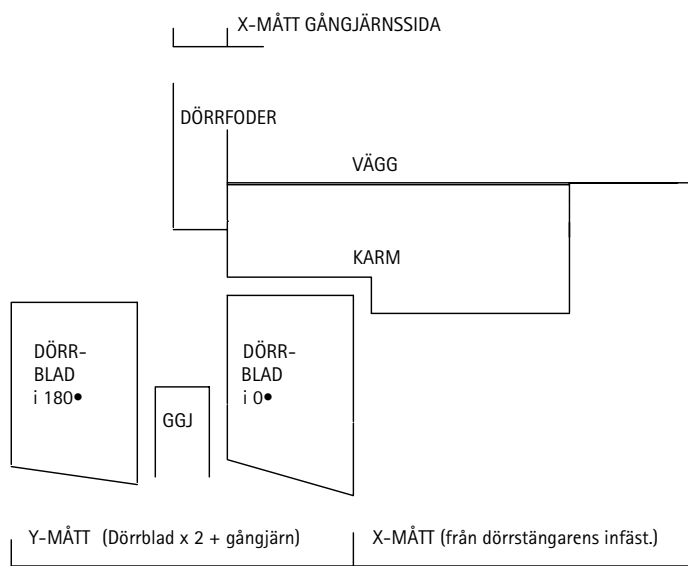 X-MÅTT GÅNGJÄRNSSIDA
DÖRRFODER
VÄGG
KARM
DÖRR-
BLAD
i 180•
GGJ
DÖRR-
BLAD
i 0•
Y-MÅTT (Dörrblad x 2 + gångjärn)
X-MÅTT (från dörrstängarens infäst.)